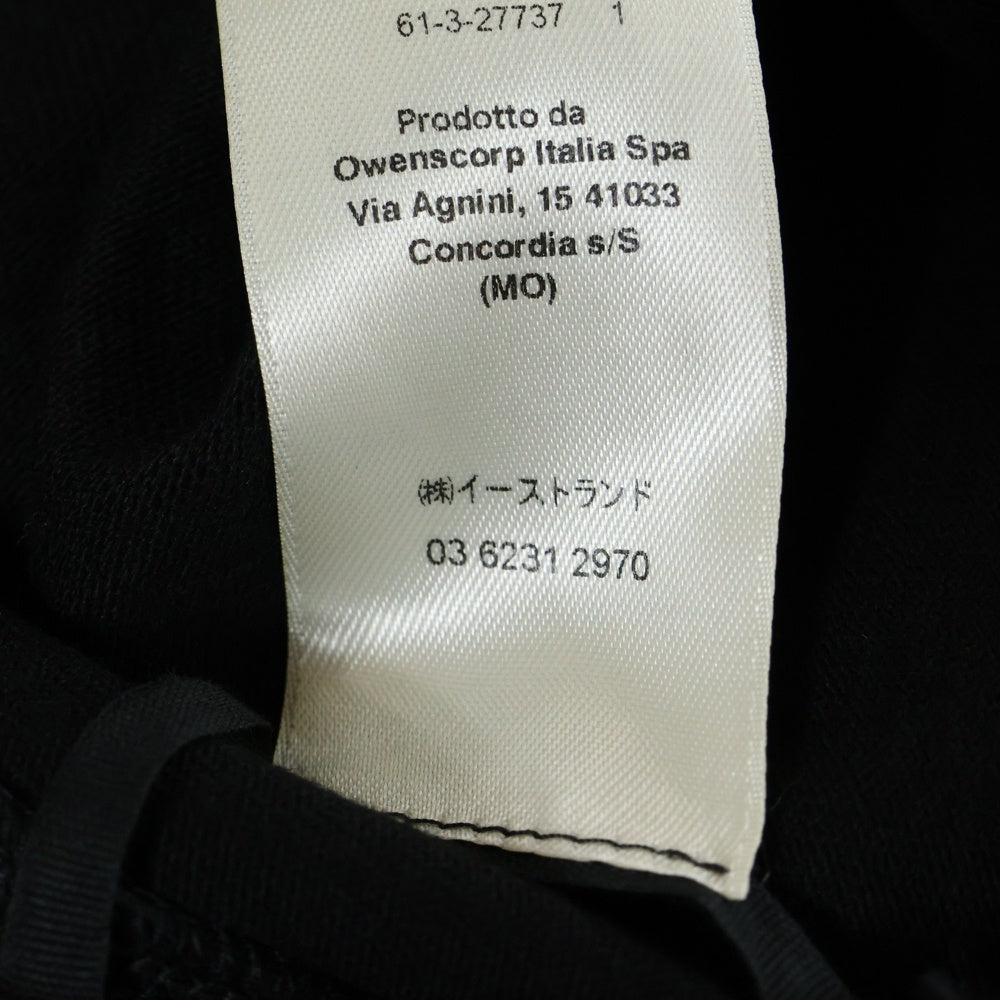 61-3-27737 1
Prodotto da
Owenscorp Italia Spa
Via Agnini, 15 41033
Concordia s/S
(MO)
㈱イーストランド
03 6231 2970